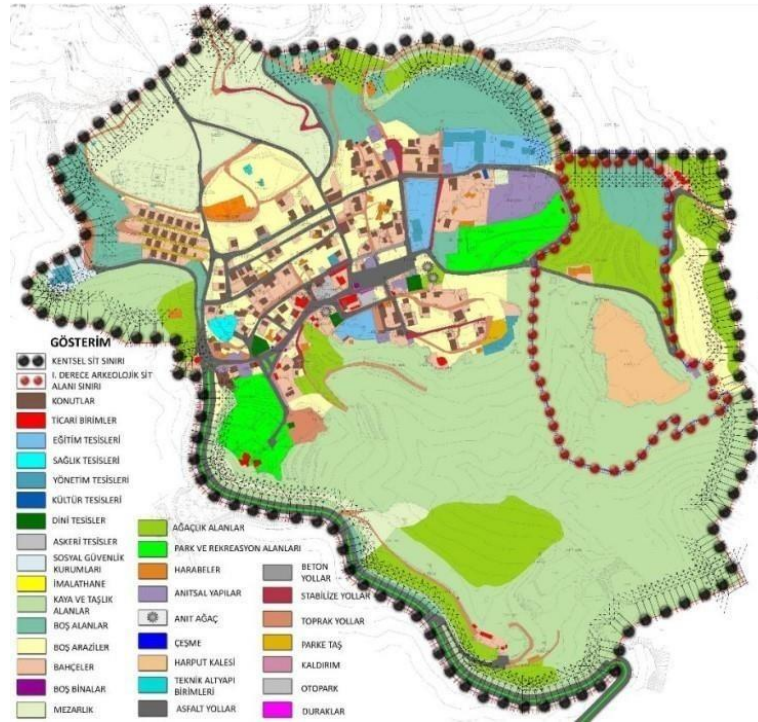 GÖSTERİM
KENTSEL SİT SINIRI
I. DERECE ARKEOLOJİK SİT
ALANI SINIRI
KONUTLAR
TİCARİ BİRİMLER
EĞİTİM TESİSLERİ
SAĞLIK TESİSLERİ
YÖNETİM TESİSLERİ
KÜLTÜR TESİSLERİ
DİNİ TESİSLER
ASKERİ TESİSLER
SOSYAL GÜVENLİK
KURUMLARI
İMALATHANE
KAYA VE TAŞLIK
ALANLAR
BOŞ ALANLAR
BOŞ ARAZİLER
BAHÇELER
BOŞ BİNALAR
MEZARLIK
AĞAÇLIK ALANLAR
PARK VE REKREASYON ALANLARI
HARABELER
ANITSAL YAPILAR
ANIT AĞAÇ
ÇEŞME
HARPUT KALESİ
TEKNİK ALTYAPI
BİRİMLERİ
ASFALT YOLLAR
BETON
YOLLAR
STABİLİZE YOLLAR
TOPRAK YOLLAR
PARKE TAŞ
KALDIRIM
OTOPARK
DURAKLAR